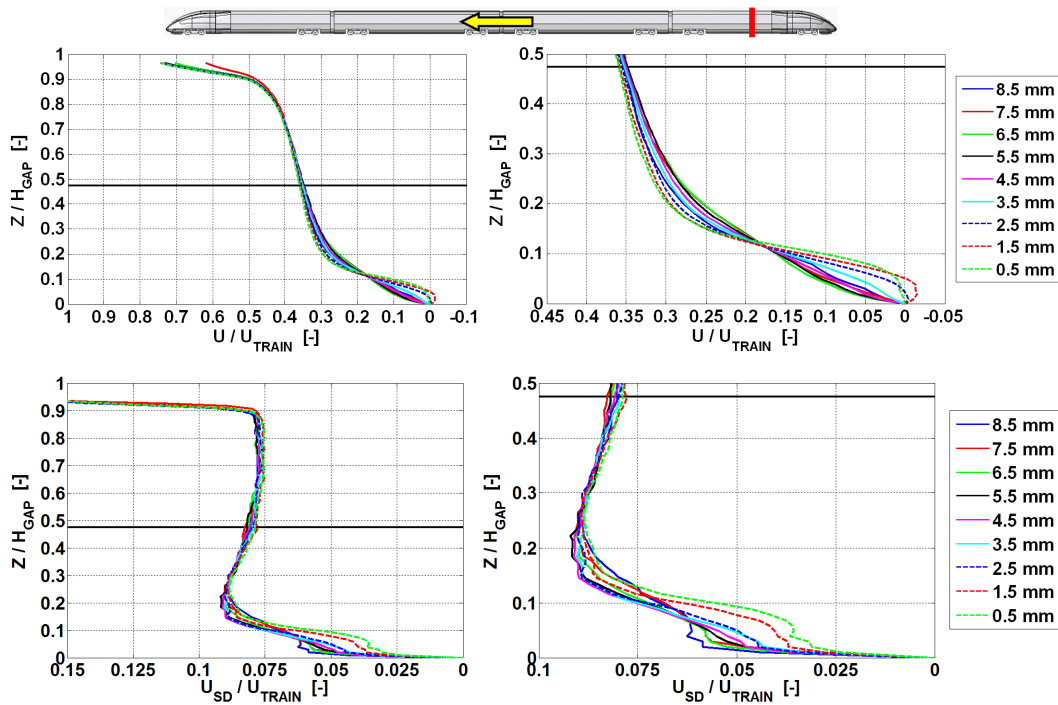 1
0.9
0.8
0.7
0.6
0.5
0.4
0.3
0.2
0.1
0
Z / H_GAP [-]
1 0.9 0.8 0.7 0.6 0.5 0.4 0.3 0.2 0.1 0 -0.1
U / U_TRAIN [-]
0.5
0.4
0.3
0.2
0.1
0
Z / H_GAP [-]
0.45 0.4 0.35 0.3 0.25 0.2 0.15 0.1 0.05 0 -0.05
U / U_TRAIN [-]
8.5 mm
7.5 mm
6.5 mm
5.5 mm
4.5 mm
3.5 mm
2.5 mm
1.5 mm
0.5 mm
1
0.9
0.8
0.7
0.6
0.5
0.4
0.3
0.2
0.1
0
Z / H_GAP [-]
0.15 0.125 0.1 0.075 0.05 0.025 0
U_SD / U_TRAIN [-]
0.5
0.4
0.3
0.2
0.1
0
Z / H_GAP [-]
0.1 0.075 0.05 0.025 0
U_SD / U_TRAIN [-]
8.5 mm
7.5 mm
6.5 mm
5.5 mm
4.5 mm
3.5 mm
2.5 mm
1.5 mm
0.5 mm